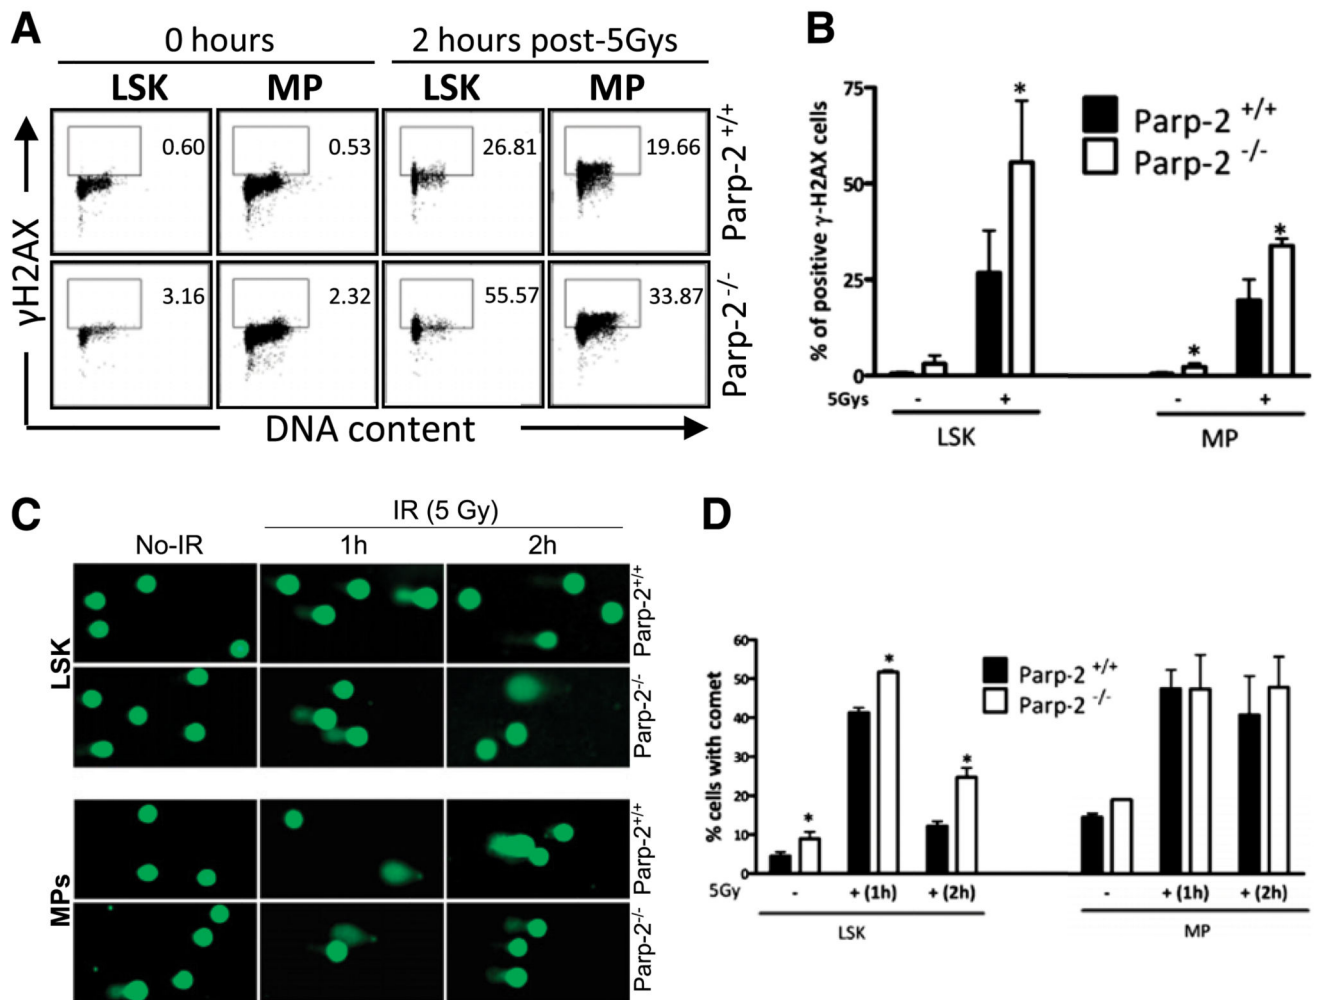 A
0 hours
2 hours post-5Gys
LSK
MP
LSK
MP
0.60
0.53
26.81
19.66
Parp-2 +/+
3.16
2.32
55.57
33.87
Parp-2 -/-
γH2AX
DNA content
B
75
50
25
0
% of positive γ-H2AX cells
*
*
*
Parp-2 +/+
Parp-2 -/-
5Gys
-
+
-
+
LSK
MP
C
IR (5 Gy)
No-IR
1h
2h
LSK
Parp-2+/+
Parp-2-/-
MPs
Parp-2+/+
Parp-2-/-
D
60
50
40
30
20
10
0
% cells with comet
*
*
*
Parp-2 +/+
Parp-2 -/-
5Gy
-
+ (1h)
+ (2h)
-
+ (1h)
+ (2h)
LSK
MP